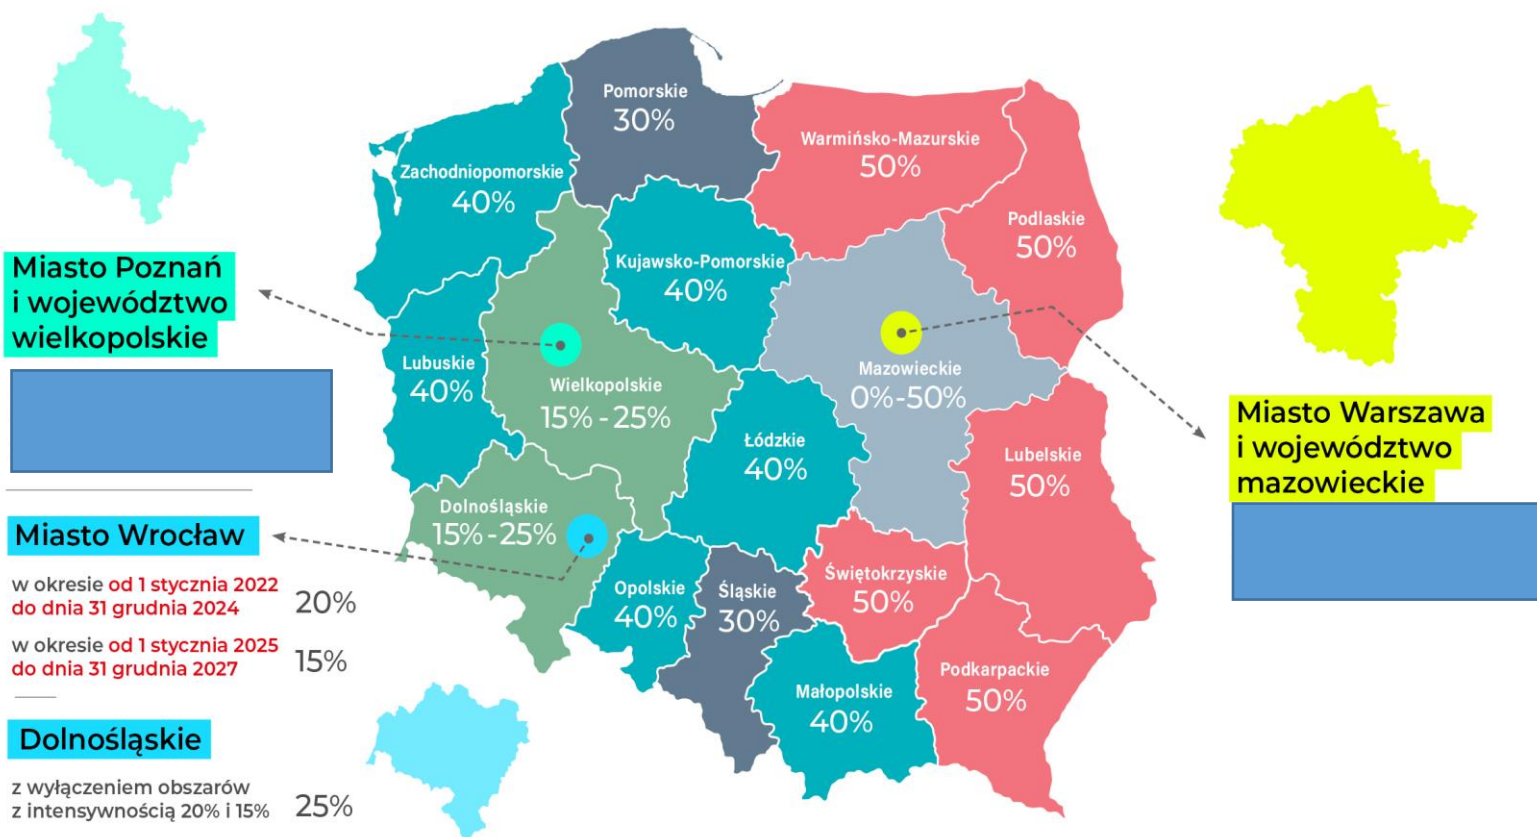 Miasto Poznań
i województwo
wielkopolskie
Miasto Wrocław
w okresie od 1 stycznia 2022
do dnia 31 grudnia 2024
20%
w okresie od 1 stycznia 2025
do dnia 31 grudnia 2027
15%
Dolnośląskie
z wyłączeniem obszarów
z intensywnością 20% i 15%
25%
Pomorskie
30%
Warmińsko-Mazurskie
50%
Zachodniopomorskie
40%
Podlaskie
50%
Kujawsko-Pomorskie
40%
Lubuskie
40%
Wielkopolskie
15% - 25%
Mazowieckie
0%-50%
Łódzkie
40%
Lubelskie
50%
Dolnośląskie
15% - 25%
Opolskie
40%
Śląskie
30%
Świętokrzyskie
50%
Małopolskie
40%
Podkarpackie
50%
Miasto Warszawa
i województwo
mazowieckie